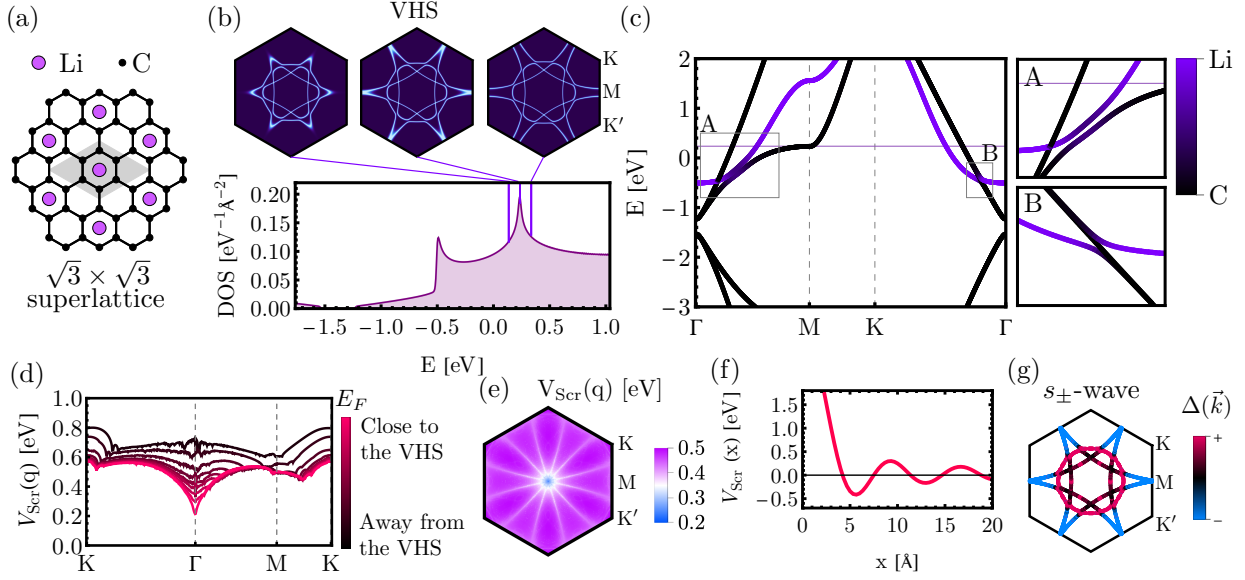 (a)
Li
C
√3 × √3
superlattice
(b)
VHS
K
M
K′
DOS [eV⁻¹Å⁻²]
0.20
0.15
0.10
0.05
0.00
−1.5
−1.0
−0.5
0.0
0.5
1.0
E [eV]
(c)
E [eV]
2
1
0
−1
−2
−3
A
B
Γ
M
K
Γ
A
B
Li
C
(d)
V_Scr(q) [eV]
1.0
0.8
0.6
0.4
0.2
0.0
K
Γ
M
K
E_F
Close to
the VHS
Away from
the VHS
(e)
V_Scr(q) [eV]
K
M
K′
0.5
0.4
0.3
0.2
(f)
V_Scr (x) [eV]
1.5
1.0
0.5
0.0
−0.5
0
5
10
15
20
x [Å]
(g)
s±-wave
K
M
K′
Δ(k⃗)
+
−